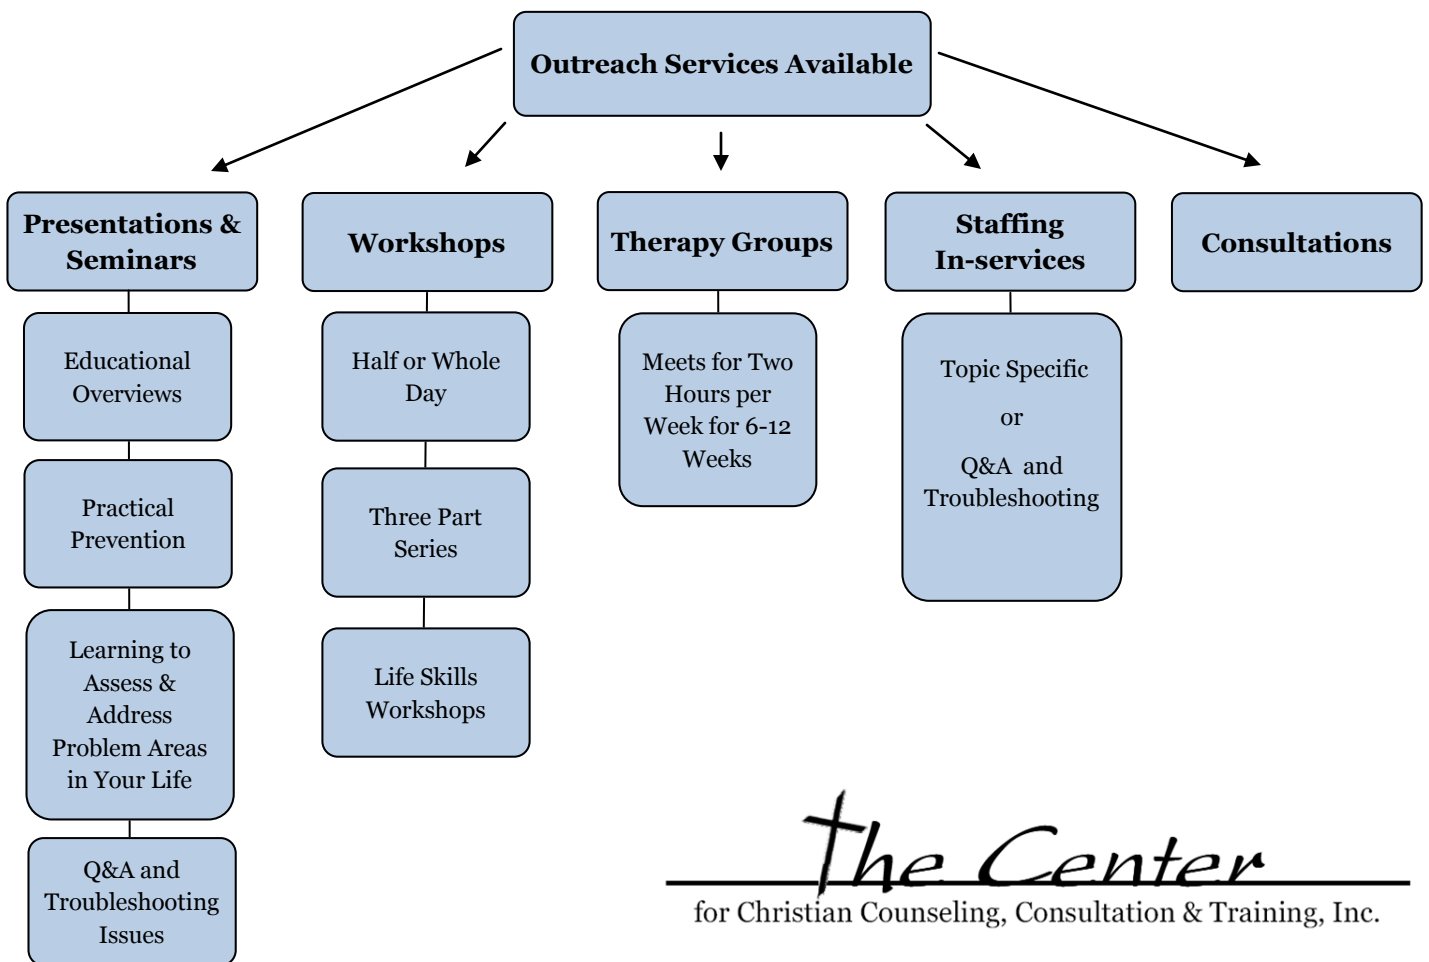 Outreach Services Available
Presentations &
Seminars
Educational
Overviews
Practical
Prevention
Learning to
Assess &
Address
Problem Areas
in Your Life
Q&A and
Troubleshooting
Issues
Workshops
Half or Whole
Day
Three Part
Series
Life Skills
Workshops
Therapy Groups
Meets for Two
Hours per
Week for 6-12
Weeks
Staffing
In-services
Topic Specific
or
Q&A and
Troubleshooting
Consultations
The Center
for Christian Counseling, Consultation & Training, Inc.